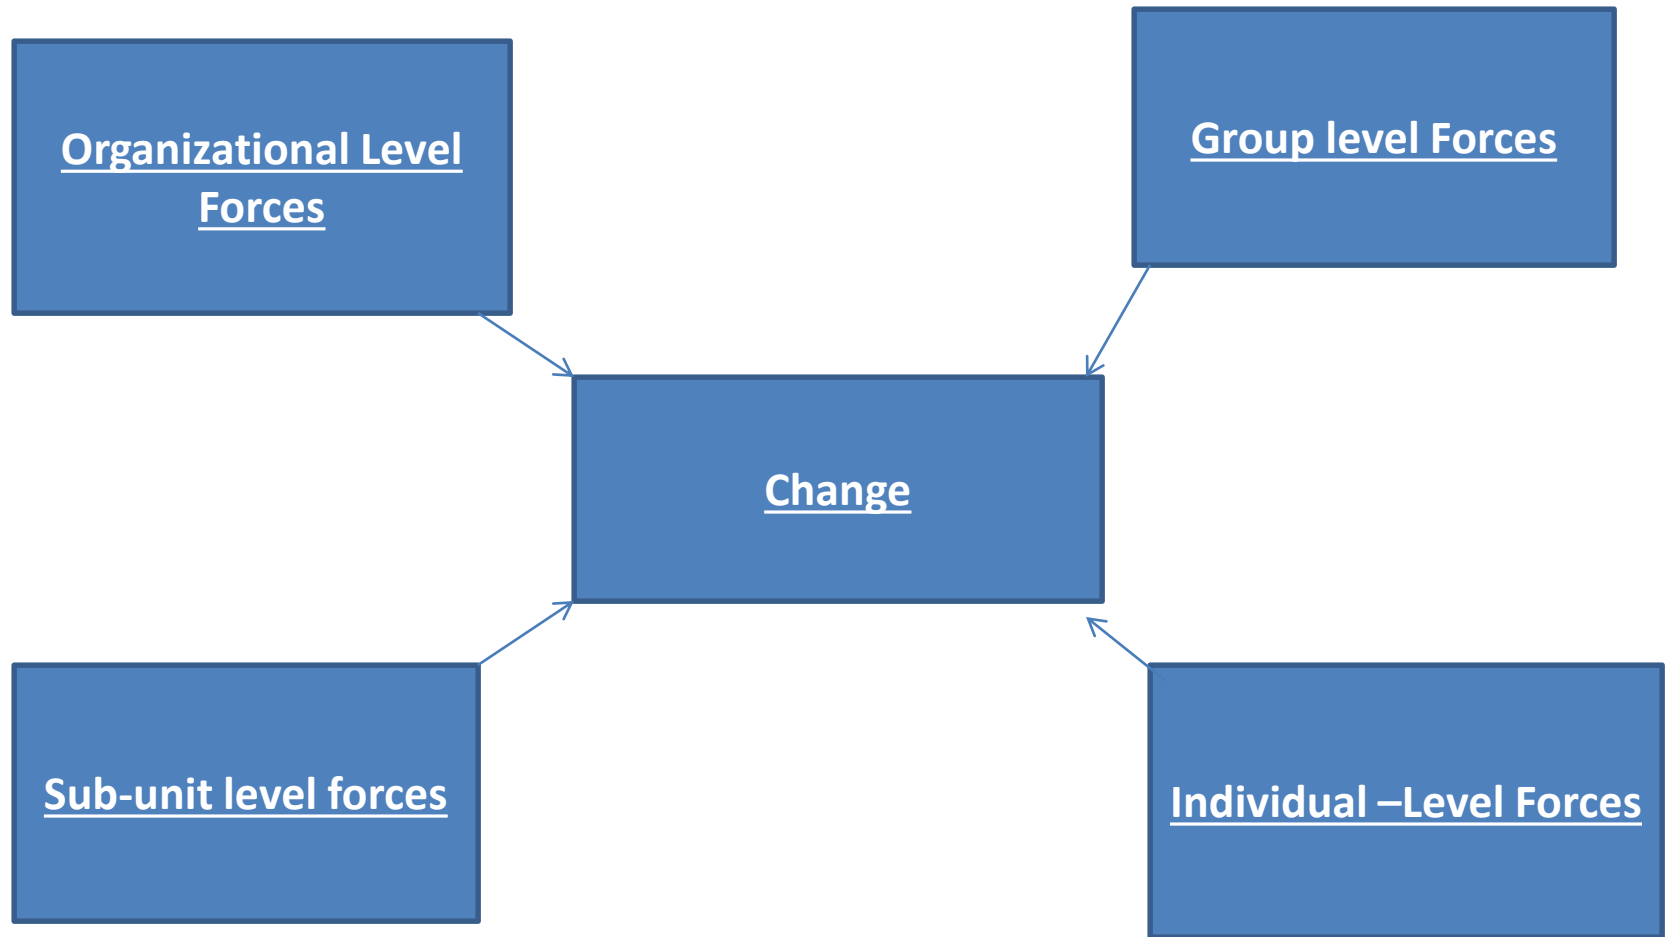 Organizational Level
Forces
Group level Forces
Change
Sub-unit level forces
Individual –Level Forces